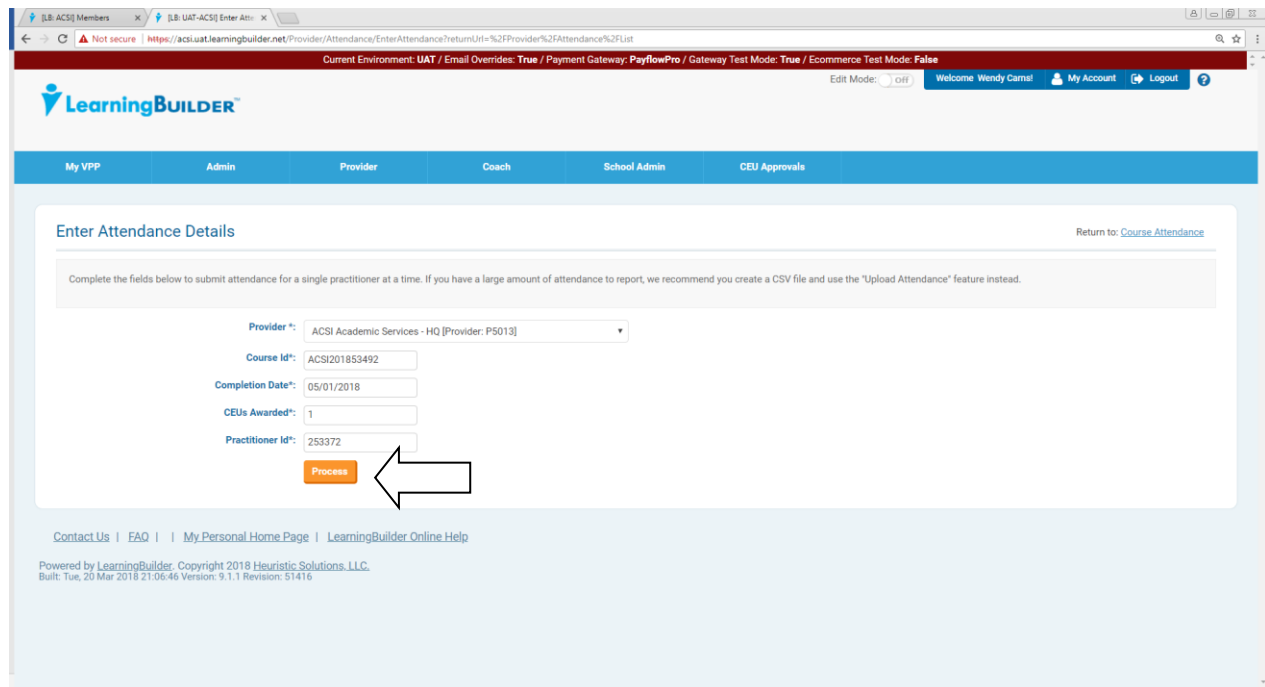 [LB: ACSI] Members
[LB: UAT-ACSI] Enter Atte
Not secure | https://acsi.uat.learningbuilder.net/Provider/Attendance/EnterAttendance?returnUrl=%2FProvider%2FAttendance%2FList
Current Environment: UAT / Email Overrides: True / Payment Gateway: PayflowPro / Gateway Test Mode: True / Ecommerce Test Mode: False
Edit Mode: Off Welcome Wendy Carns! My Account Logout ?
LearningBuilder™
My VPP Admin Provider Coach School Admin CEU Approvals
Enter Attendance Details
Return to: Course Attendance
Complete the fields below to submit attendance for a single practitioner at a time. If you have a large amount of attendance to report, we recommend you create a CSV file and use the "Upload Attendance" feature instead.
Provider *: ACSI Academic Services - HQ [Provider: P5013]
Course Id*: ACSI201853492
Completion Date*: 05/01/2018
CEUs Awarded*: 1
Practitioner Id*: 253372
Process
Contact Us | FAQ | | My Personal Home Page | LearningBuilder Online Help
Powered by LearningBuilder. Copyright 2018 Heuristic Solutions, LLC.
Built: Tue, 20 Mar 2018 21:06:46 Version: 9.1.1 Revision: 51416